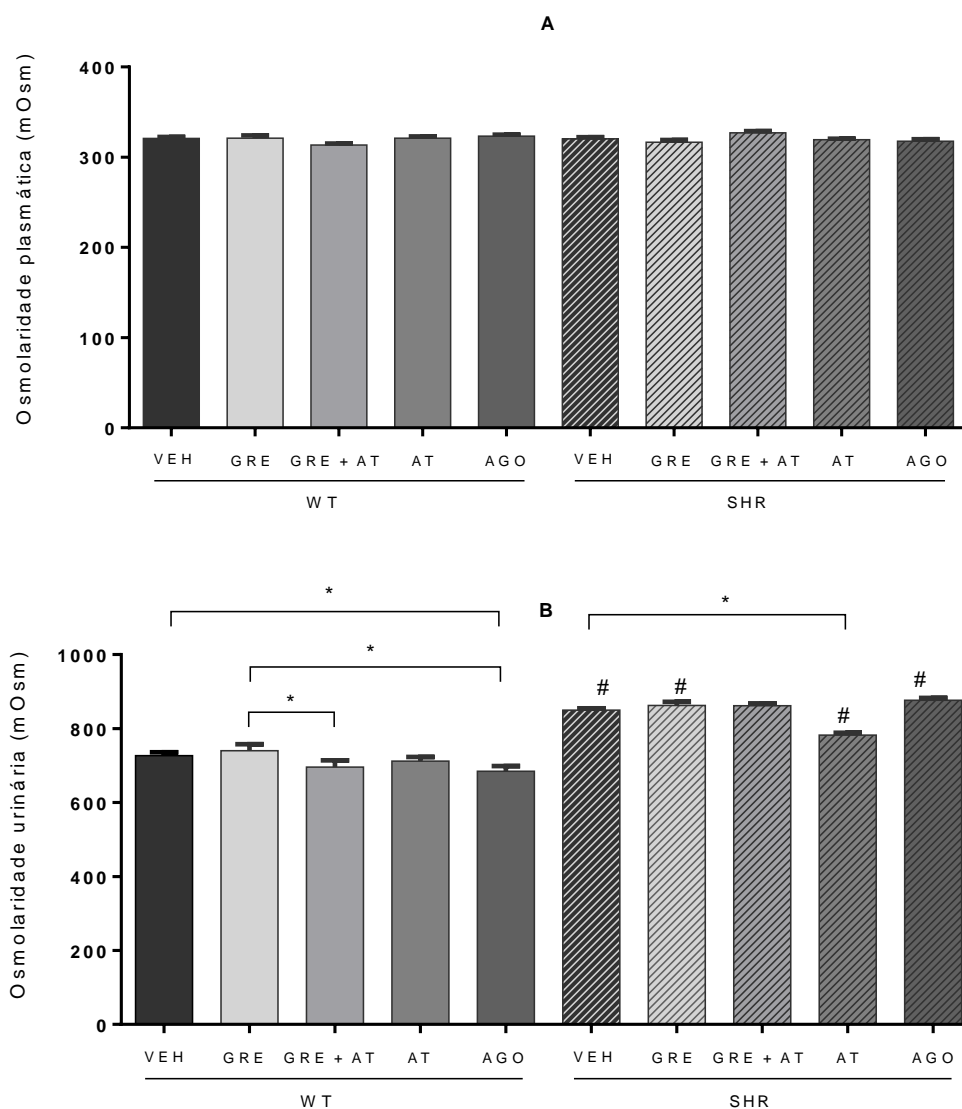 A
Osmolaridade plasmática (mOsm)
400
300
200
100
0
VEH GRE GRE + AT AT AGO VEH GRE GRE + AT AT AGO
WT SHR
B
Osmolaridade urinária (mOsm)
* *
*
*
# # # #
1000
800
600
400
200
0
VEH GRE GRE + AT AT AGO VEH GRE GRE + AT AT AGO
WT SHR